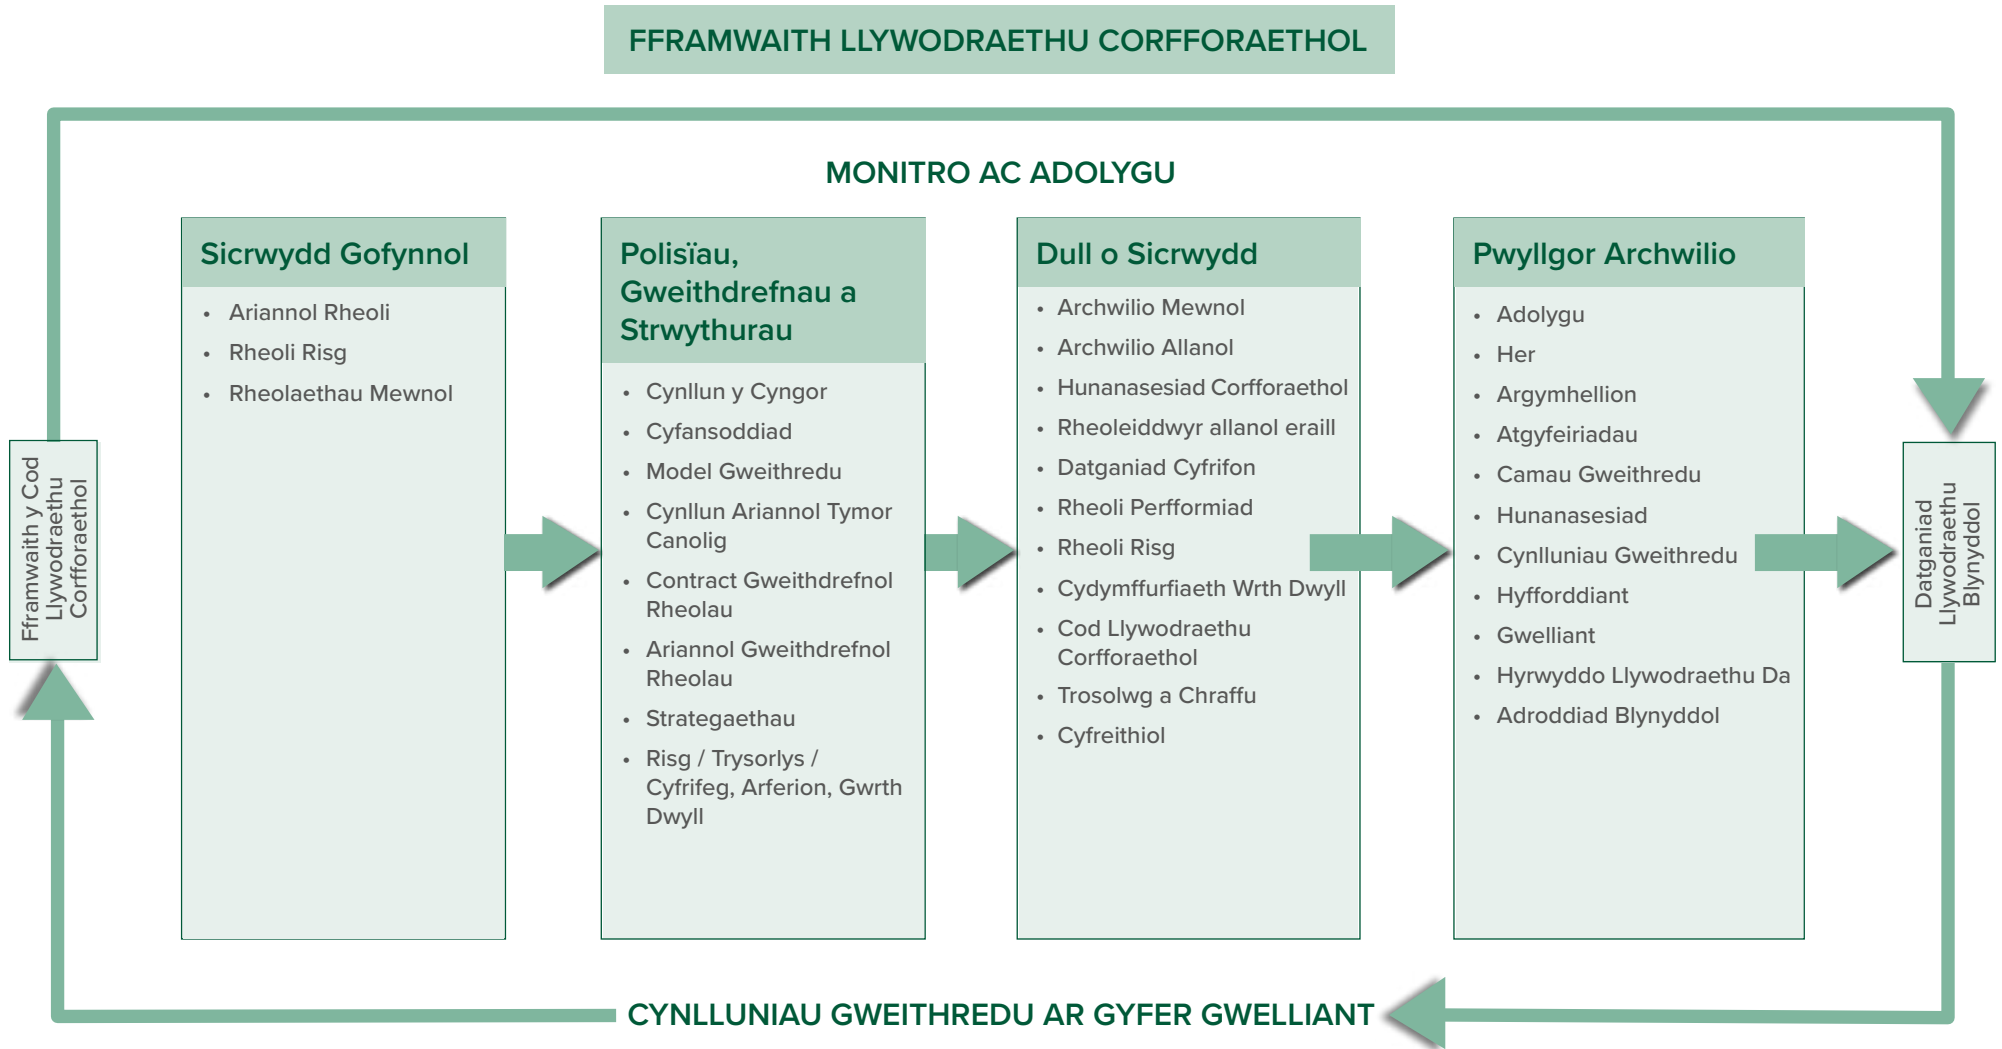 FFRAMWAITH LLYWODRAETHU CORFFORAETHOL
MONITRO AC ADOLYGU
Fframwaith y Cod
Llywodraethu
Corfforaethol
Sicrwydd Gofynnol
• Ariannol Rheoli
• Rheoli Risg
• Rheolaethau Mewnol
Polisïau,
Gweithdrefnau a
Strwythurau
• Cynllun y Cyngor
• Cyfansoddiad
• Model Gweithredu
• Cynllun Ariannol Tymor
Canolig
• Contract Gweithdrefnol
Rheolau
• Ariannol Gweithdrefnol
Rheolau
• Strategaethau
• Risg / Trysorlys /
Cyfrifeg, Arferion, Gwrth
Dwyll
Dull o Sicrwydd
• Archwilio Mewnol
• Archwilio Allanol
• Hunanasesiad Corfforaethol
• Rheoleiddwyr allanol eraill
• Datganiad Cyfrifon
• Rheoli Perfformiad
• Rheoli Risg
• Cydymffurfiaeth Wrth Dwyll
• Cod Llywodraethu
Corfforaethol
• Trosolwg a Chraffu
• Cyfreithiol
Pwyllgor Archwilio
• Adolygu
• Her
• Argymhellion
• Atgyfeiriadau
• Camau Gweithredu
• Hunanasesiad
• Cynlluniau Gweithredu
• Hyfforddiant
• Gwelliant
• Hyrwyddo Llywodraethu Da
• Adroddiad Blynyddol
Datganiad
Llywodraethu
Blynyddol
CYNLLUNIAU GWEITHREDU AR GYFER GWELLIANT